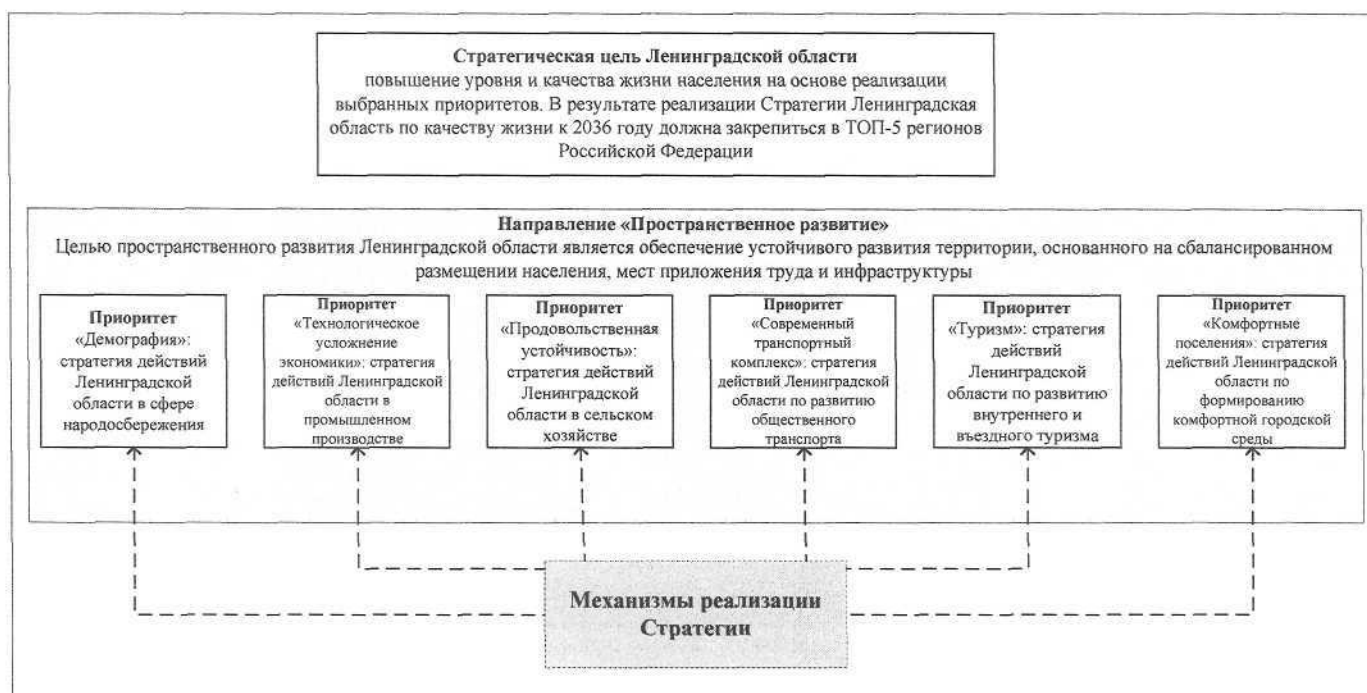 Стратегическая цель Ленинградской области
повышение уровня и качества жизни населения на основе реализации
выбранных приоритетов. В результате реализации Стратегии Ленинградская
область по качеству жизни к 2036 году должна закрепиться в ТОП-5 регионов
Российской Федерации
Направление «Пространственное развитие»
Целью пространственного развития Ленинградской области является обеспечение устойчивого развития территории, основанного на сбалансированном
размещении населения, мест приложения труда и инфраструктуры
Приоритет
«Демография»:
стратегия действий
Ленинградской
области в сфере
народосбережения
Приоритет
«Технологическое
усложнение
экономики»: стратегия
действий Ленинградской
области в
промышленном
производстве
Приоритет
«Продовольственная
устойчивость»:
стратегия действий
Ленинградской
области в сельском
хозяйстве
Приоритет
«Современный
транспортный
комплекс»: стратегия
действий Ленинградской
области по развитию
общественного
транспорта
Приоритет
«Туризм»: стратегия
действий
Ленинградской
области по развитию
внутреннего и
въездного туризма
Приоритет
«Комфортные
поселения»: стратегия
действий Ленинградской
области по
формированию
комфортной городской
среды
Механизмы реализации
Стратегии